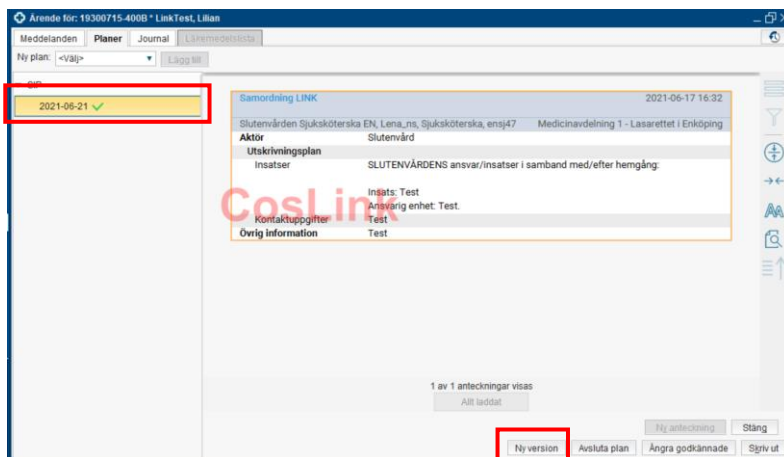 Ärende för: 19300715-400B * LinkTest, Lilian
Meddelanden Planer Journal Läkemedelslista
Ny plan: <Välj> Lägg till
SIP
2021-06-21
Samordning LINK 2021-06-17 16:32
Slutenvården Sjuksköterska EN, Lena_ns, Sjuksköterska, ensj47 Medicinavdelning 1 - Lasarettet i Enköping
Aktör Slutenvård
Utskrivningsplan
Insatser SLUTENVÅRDENS ansvar/insatser i samband med/efter hemgång:
Insats: Test
Ansvarig enhet: Test.
CosLink
Kontaktuppgifter Test
Övrig information Test
1 av 1 anteckningar visas
Allt laddat
Ny anteckning Stäng
Ny version Avsluta plan Ångra godkännade Skriv ut